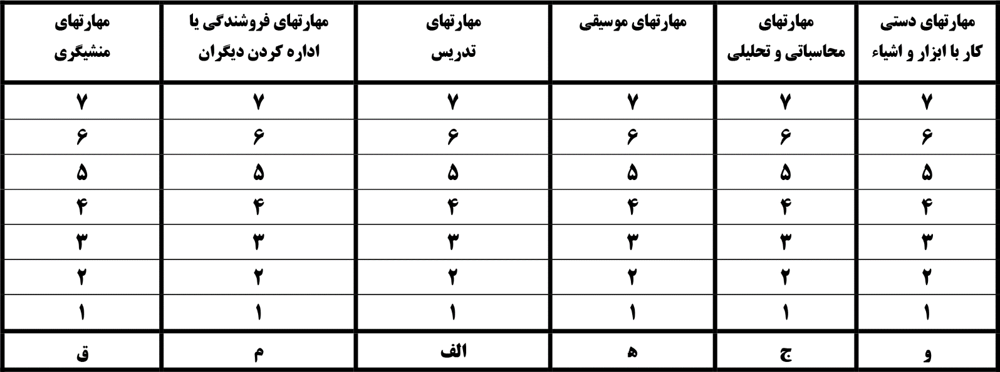 مهارتهای دستی کار با ابزار و اشیاء | مهارتهای محاسباتی و تحلیلی | مهارتهای موسیقی | مهارتهای تدریس | مهارتهای فروشندگی یا اداره کردن دیگران | مهارتهای منشیگری
۷ ۷ ۷ ۷ ۷ ۷
۶ ۶ ۶ ۶ ۶ ۶
۵ ۵ ۵ ۵ ۵ ۵
۴ ۴ ۴ ۴ ۴ ۴
۳ ۳ ۳ ۳ ۳ ۳
۲ ۲ ۲ ۲ ۲ ۲
۱ ۱ ۱ ۱ ۱ ۱
و ج ه الف م ق